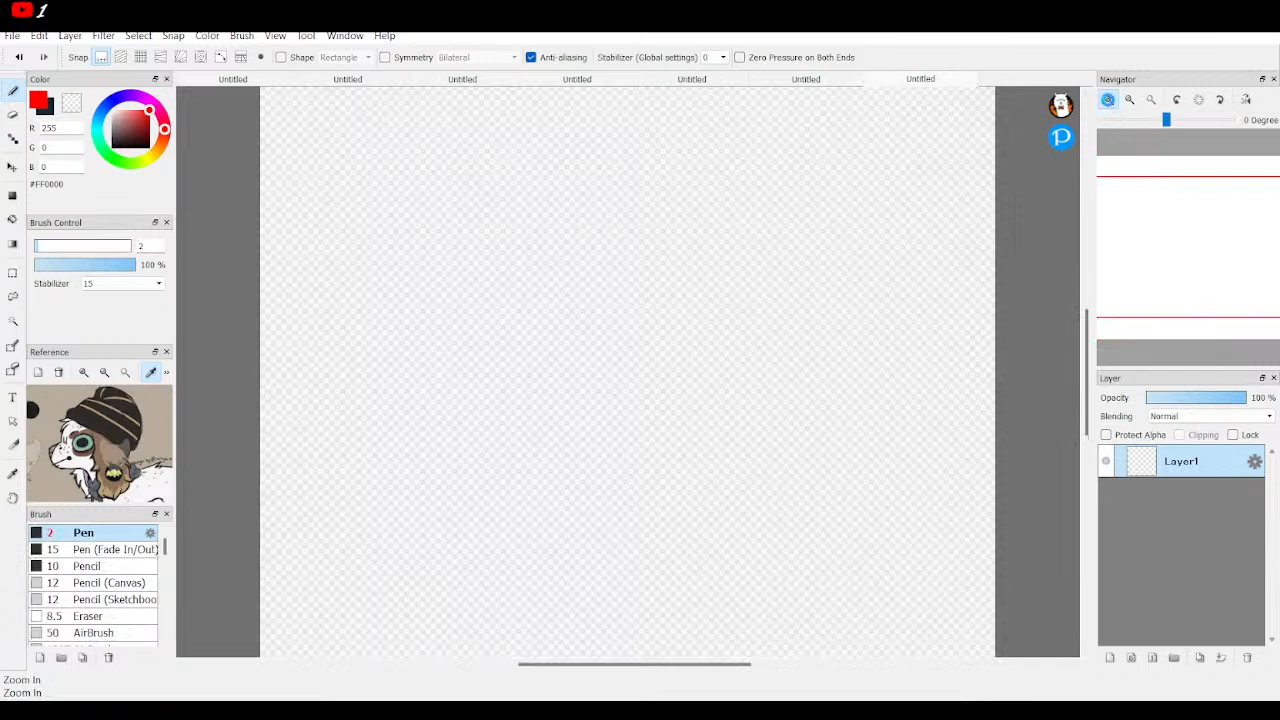 1
File Edit Layer Filter Select Snap Color Brush View Tool Window Help
Snap Shape Rectangle Symmetry Bilateral Anti-aliasing Stabilizer (Global settings) 0 Zero Pressure on Both Ends
Color
Untitled Untitled Untitled Untitled Untitled Untitled Untitled
Navigator
R 255
G 0
B 0
#FF0000
0 Degree
Brush Control
2
100 %
Stabilizer 15
Reference
Layer
Opacity 100 %
Blending Normal
Protect Alpha Clipping Lock
Layer1
Brush
2 Pen
15 Pen (Fade In/Out)
10 Pencil
12 Pencil (Canvas)
12 Pencil (Sketchboo
8.5 Eraser
50 AirBrush
Zoom In
Zoom In